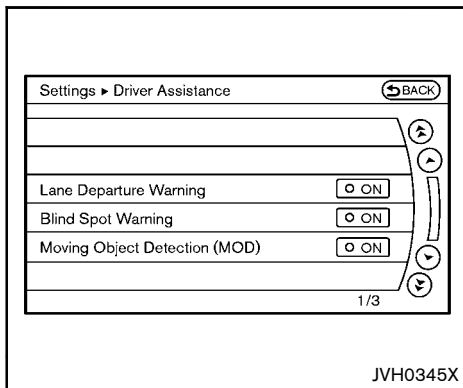 Settings ▸ Driver Assistance BACK
Lane Departure Warning ON
Blind Spot Warning ON
Moving Object Detection (MOD) ON
1/3
JVH0345X